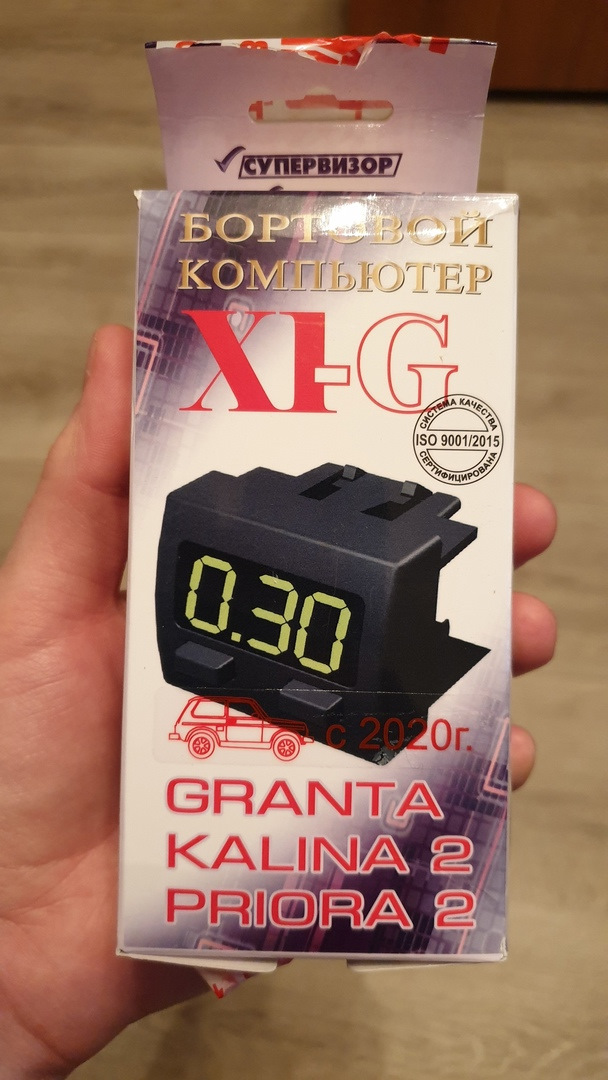 СУПЕРВИЗОР
БОРТОВОЙ
КОМПЬЮТЕР
X1-G
СИСТЕМА КАЧЕСТВА
ISO 9001/2015
СЕРТИФИЦИРОВАНА
0.30
с 2020г.
GRANTA
KALINA 2
PRIORA 2